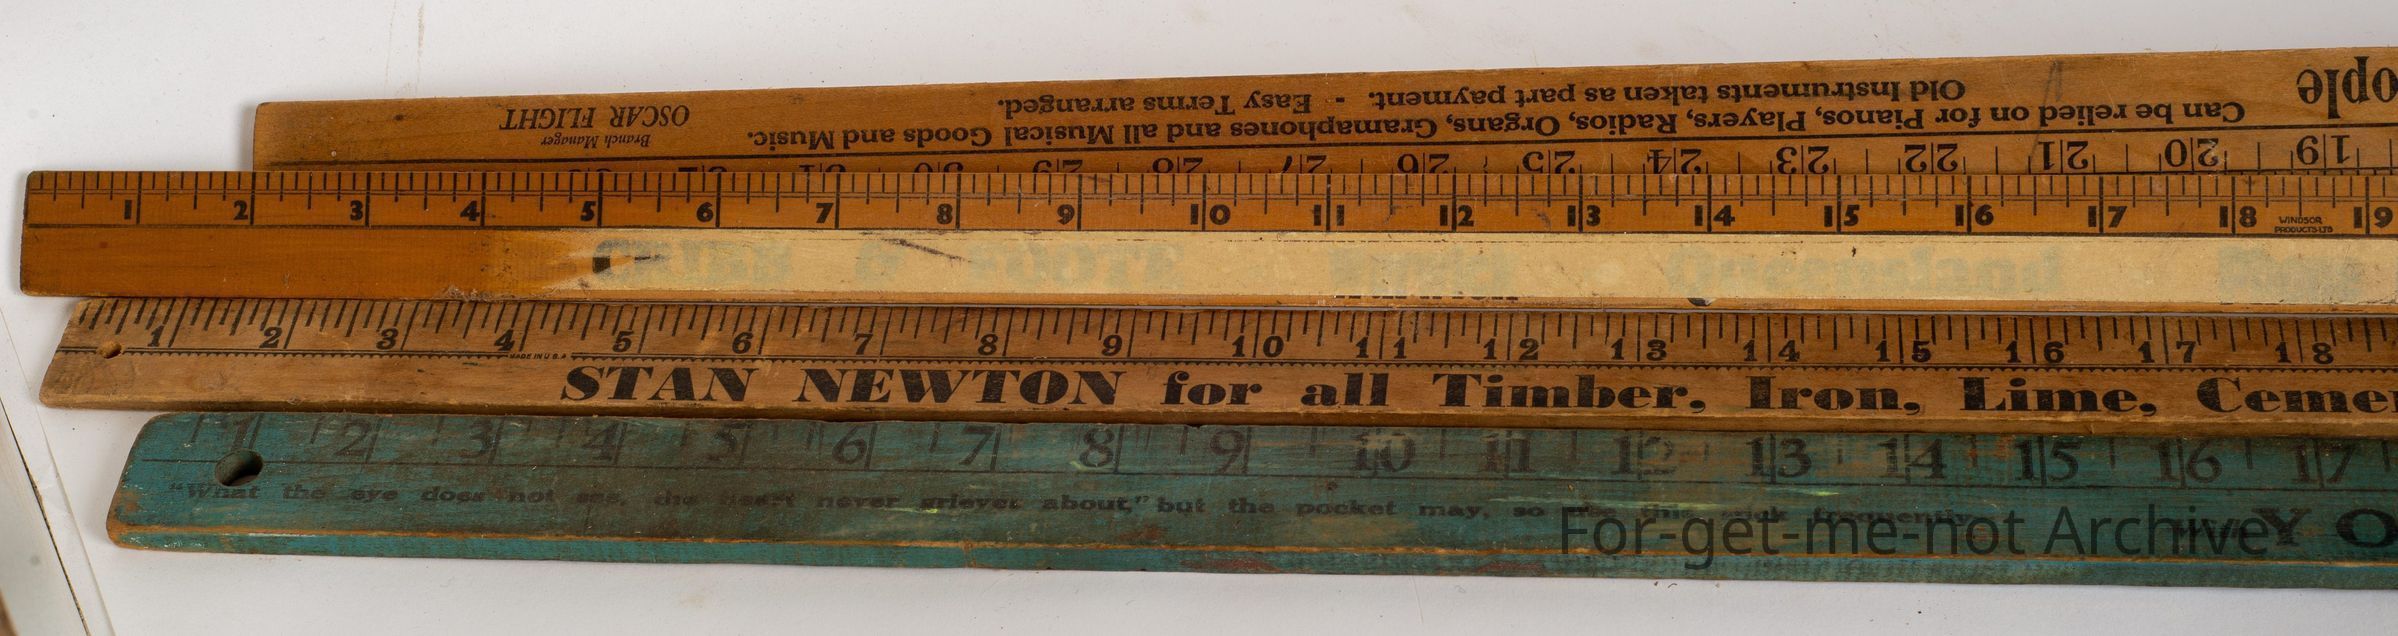 ople
Old Instruments taken as part payment. - Easy Terms arranged.
Can be relied on for Pianos, Players, Radios, Organs, Gramaphones and all Musical Goods and Music.
Branch Manager
OSCAR FLIGHT
19 20 21 22 23 24 25 26 27 28 29 30 31 32
1 2 3 4 5 6 7 8 9 10 11 12 13 14 15 16 17 18 19
WINDSOR
PRODUCTS LTD
1 2 3 4 5 6 7 8 9 10 11 12 13 14 15 16 17 18
MADE IN U.S.A
STAN NEWTON for all Timber, Iron, Lime, Cemen
1 2 3 4 5 6 7 8 9 10 11 12 13 14 15 16 17
"What the eye does not see, the heart never grieves about," but the pocket may, so use this stick frequently
YO
For-get-me-not Archive